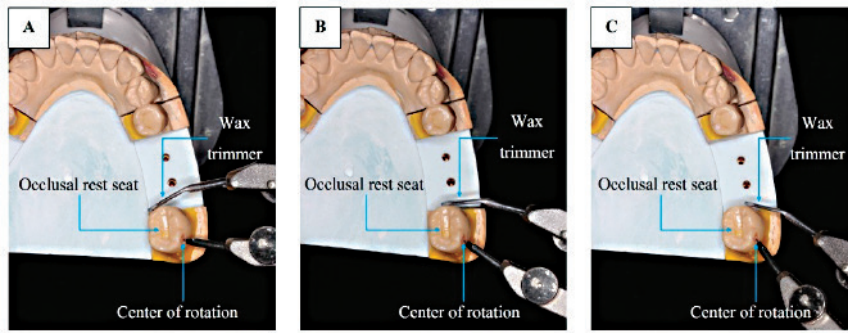 A
Wax
trimmer
Occlusal rest seat
Center of rotation
B
Wax
trimmer
Occlusal rest seat
Center of rotation
C
Wax
trimmer
Occlusal rest seat
Center of rotation